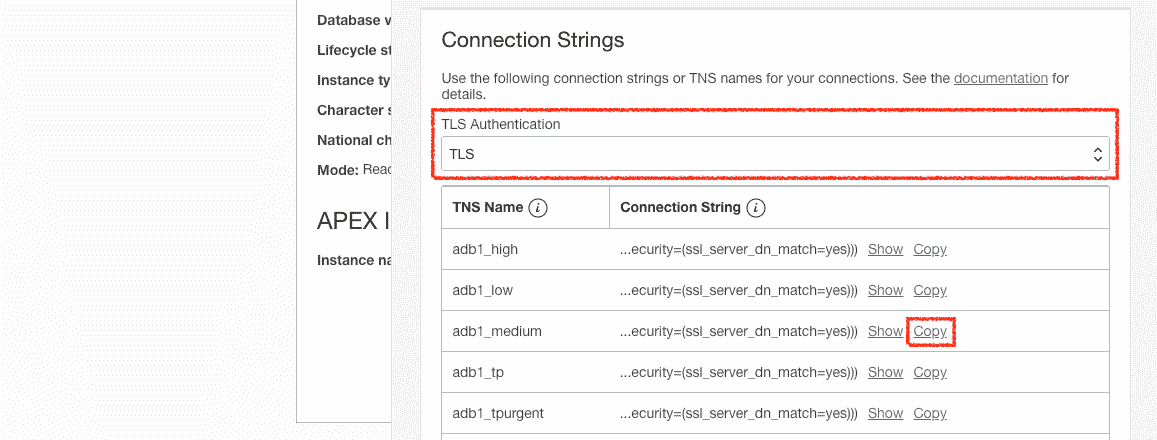 Database v
Lifecycle st
Instance ty
Character s
National ch
Mode: Reac
APEX I
Instance na
Connection Strings
Use the following connection strings or TNS names for your connections. See the documentation for
details.
TLS Authentication
TLS
TNS Name i Connection String i
adb1_high ...ecurity=(ssl_server_dn_match=yes))) Show Copy
adb1_low ...ecurity=(ssl_server_dn_match=yes))) Show Copy
adb1_medium ...ecurity=(ssl_server_dn_match=yes))) Show Copy
adb1_tp ...ecurity=(ssl_server_dn_match=yes))) Show Copy
adb1_tpurgent ...ecurity=(ssl_server_dn_match=yes))) Show Copy